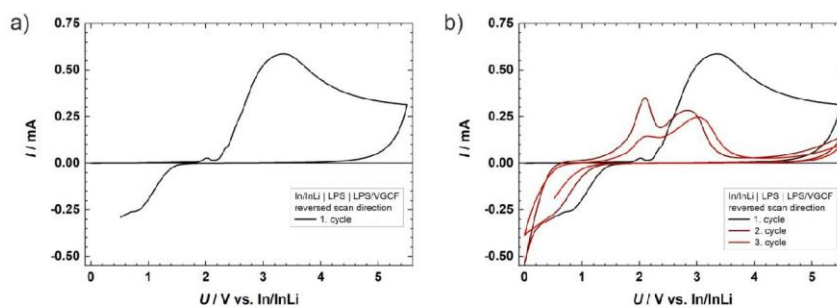 a)
0.75
0.50
0.25
0.00
-0.25
-0.50
I / mA
In/InLi | LPS | LPS/VGCF
reversed scan direction
1. cycle
0 1 2 3 4 5
U / V vs. In/InLi
b)
0.75
0.50
0.25
0.00
-0.25
-0.50
I / mA
In/InLi | LPS | LPS/VGCF
reversed scan direction
1. cycle
2. cycle
3. cycle
0 1 2 3 4 5
U / V vs. In/InLi